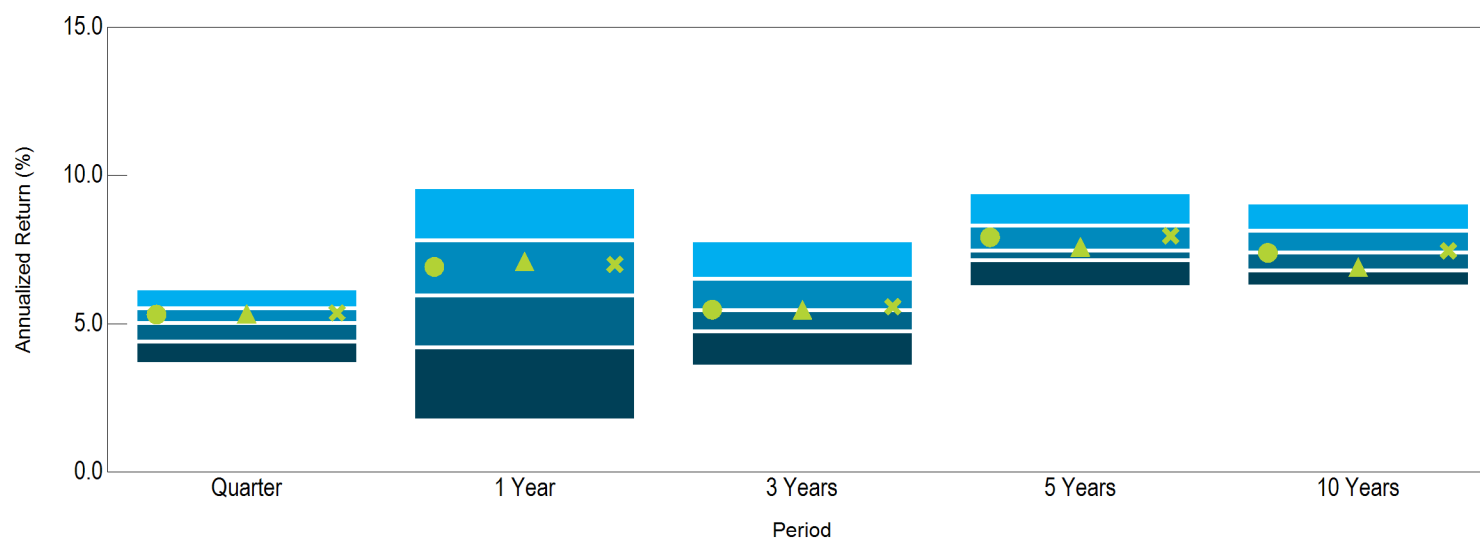 15.0
10.0
5.0
0.0
Annualized Return (%)
Quarter
1 Year
3 Years
5 Years
10 Years
Period